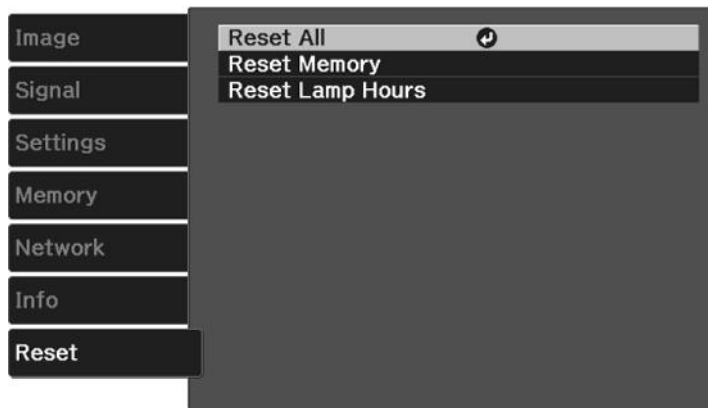 Image
Signal
Settings
Memory
Network
Info
Reset
Reset All
Reset Memory
Reset Lamp Hours